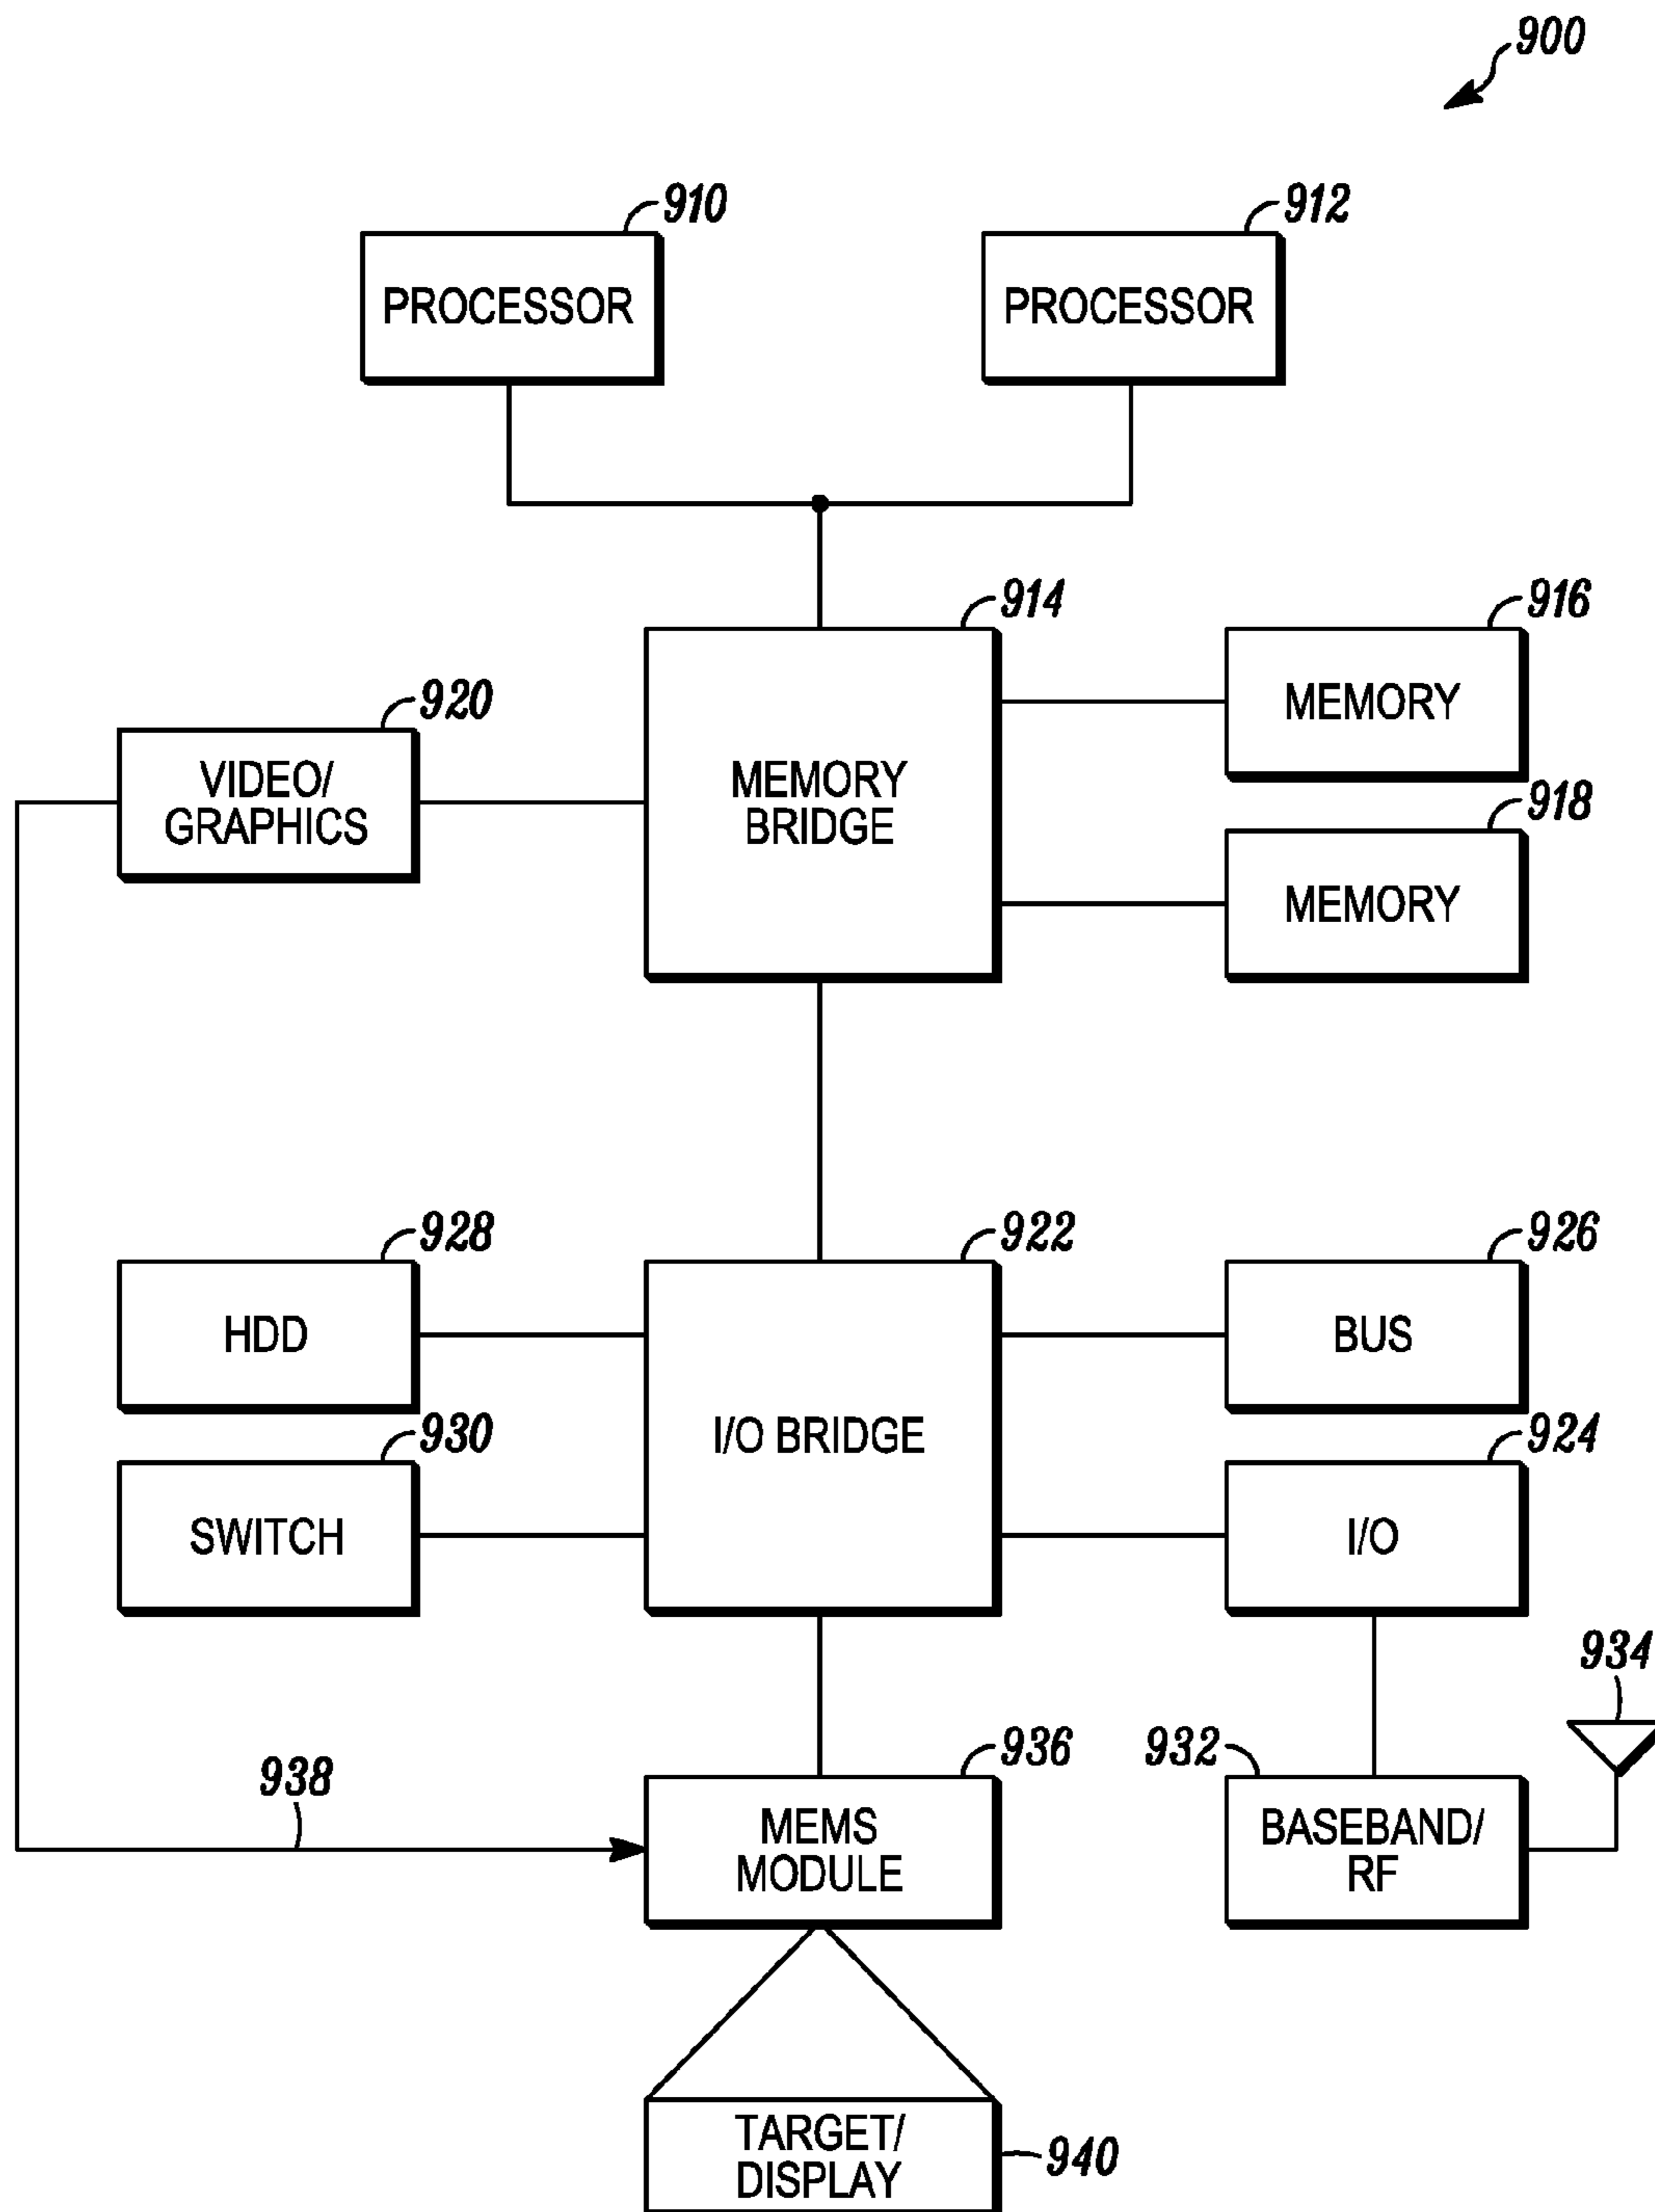 900
910
912
PROCESSOR
PROCESSOR
914
916
MEMORY
920
VIDEO/
GRAPHICS
MEMORY
BRIDGE
918
MEMORY
928
922
926
HDD
BUS
930
I/O BRIDGE
924
SWITCH
I/O
934
938
936
932
MEMS
MODULE
BASEBAND/
RF
TARGET/
DISPLAY
940